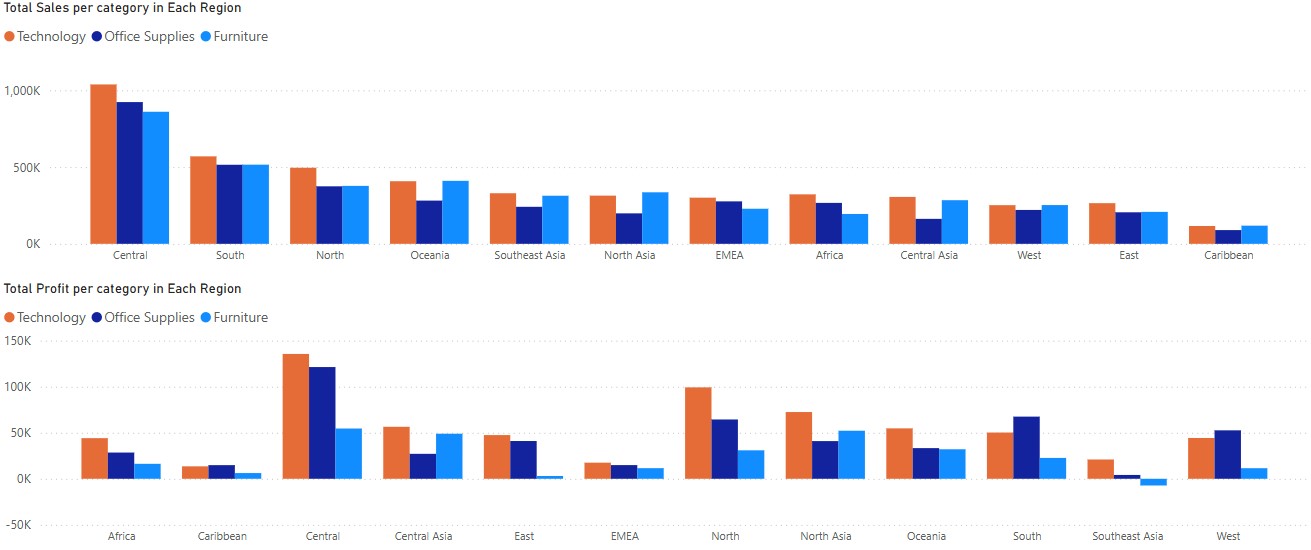 Total Sales per category in Each Region
Technology Office Supplies Furniture
1,000K
500K
0K
Central South North Oceania Southeast Asia North Asia EMEA Africa Central Asia West East Caribbean
Total Profit per category in Each Region
Technology Office Supplies Furniture
150K
100K
50K
0K
-50K
Africa Caribbean Central Central Asia East EMEA North North Asia Oceania South Southeast Asia West